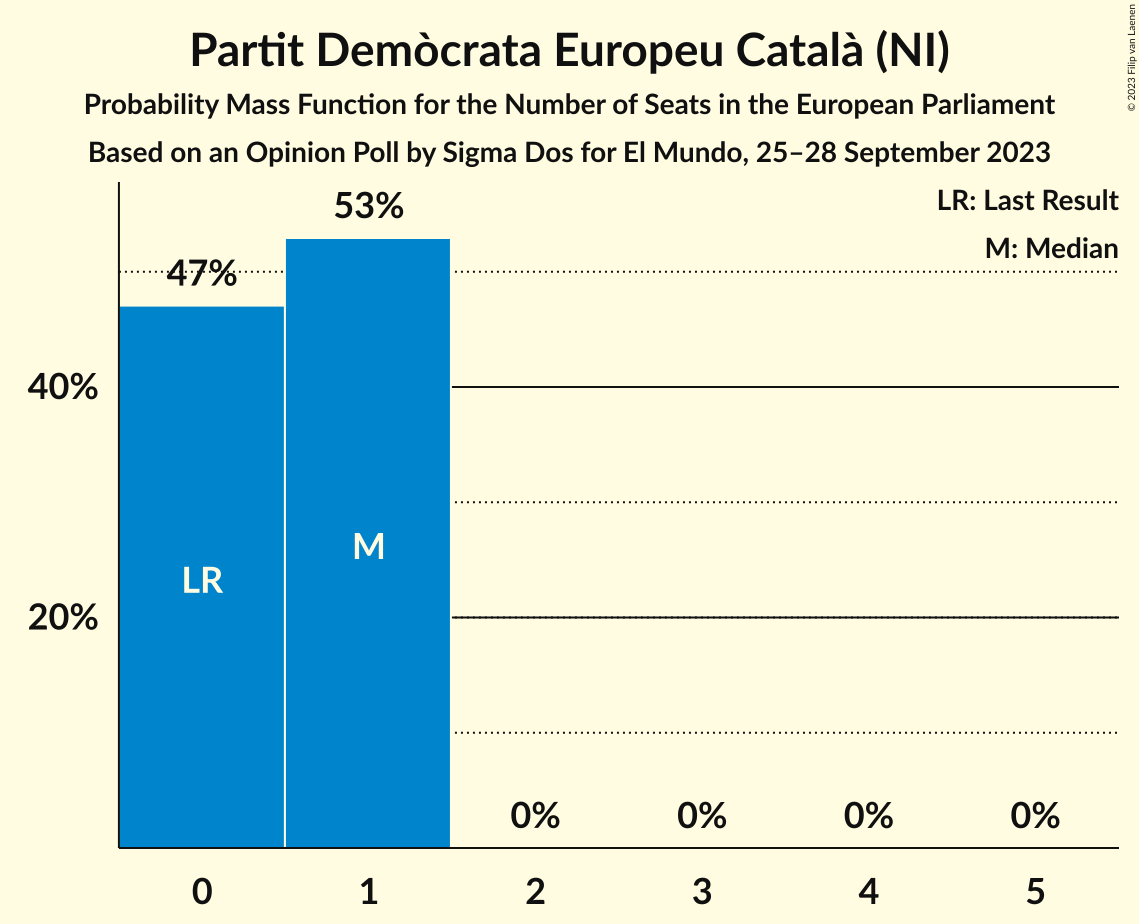 Partit Demòcrata Europeu Català (NI)
Probability Mass Function for the Number of Seats in the European Parliament
Based on an Opinion Poll by Sigma Dos for El Mundo, 25–28 September 2023
© 2023 Filip van Laenen
LR: Last Result
M: Median
53%
47%
40%
20%
LR
M
0%
0%
0%
0%
0
1
2
3
4
5